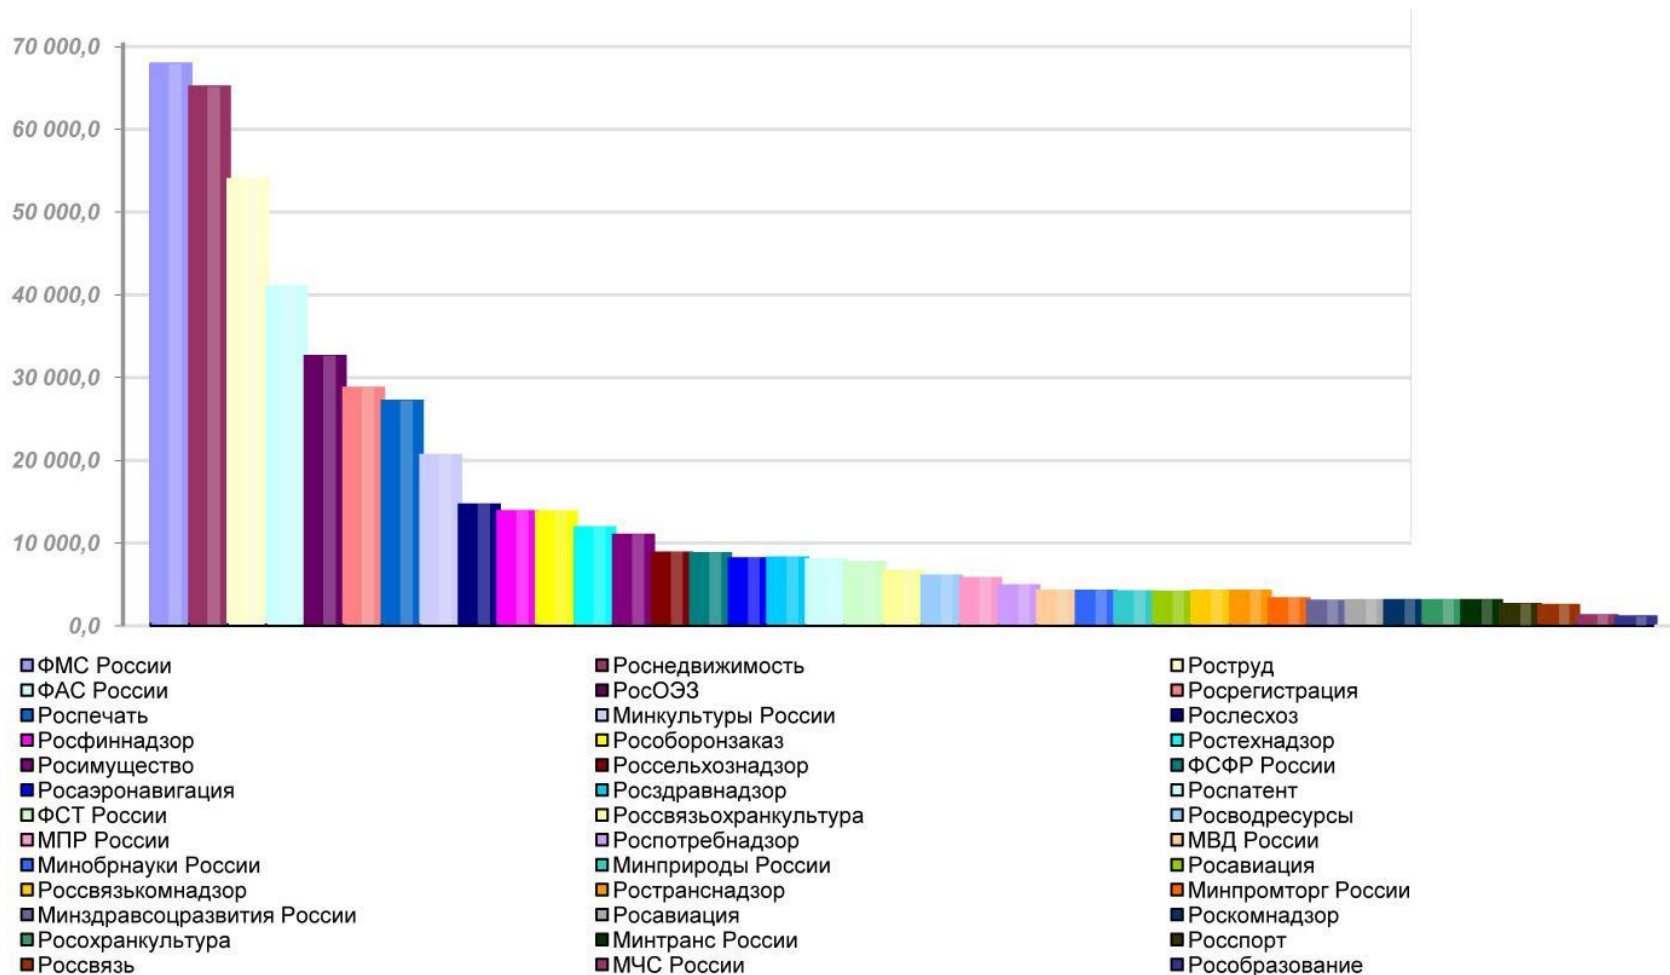 70 000,0
60 000,0
50 000,0
40 000,0
30 000,0
20 000,0
10 000,0
0,0
ФМС России Роснедвижимость Роструд
ФАС России РосОЭЗ Росрегистрация
Роспечать Минкультуры России Рослесхоз
Росфиннадзор Рособоронзаказ Ростехнадзор
Росимущество Россельхознадзор ФСФР России
Росаэронавигация Росздравнадзор Роспатент
ФСТ России Россвязьохранкультура Росводресурсы
МПР России Роспотребнадзор МВД России
Минобрнауки России Минприроды России Росавиация
Россвязькомнадзор Ространснадзор Минпромторг России
Минздравсоцразвития России Росавиация Роскомнадзор
Росохранкультура Минтранс России Росспорт
Россвязь МЧС России Рособразование